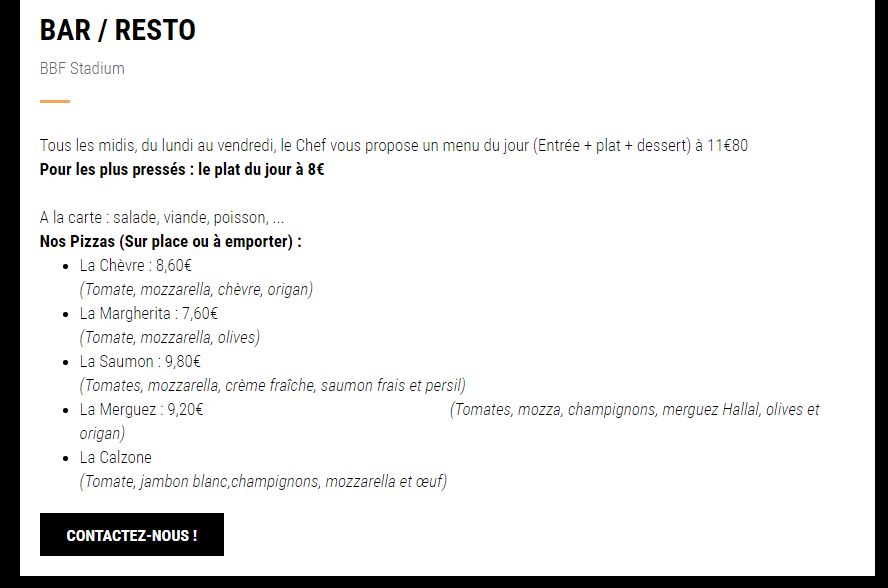 BAR / RESTO
BBF Stadium
Tous les midis, du lundi au vendredi, le Chef vous propose un menu du jour (Entrée + plat + dessert) à 11€80
Pour les plus pressés : le plat du jour à 8€
A la carte : salade, viande, poisson, ...
Nos Pizzas (Sur place ou à emporter) :
La Chèvre : 8,60€
(Tomate, mozzarella, chèvre, origan)
La Margherita : 7,60€
(Tomate, mozzarella, olives)
La Saumon : 9,80€
(Tomates, mozzarella, crème fraîche, saumon frais et persil)
La Merguez : 9,20€ (Tomates, mozza, champignons, merguez Hallal, olives et
origan)
La Calzone
(Tomate, jambon blanc,champignons, mozzarella et œuf)
CONTACTEZ-NOUS !